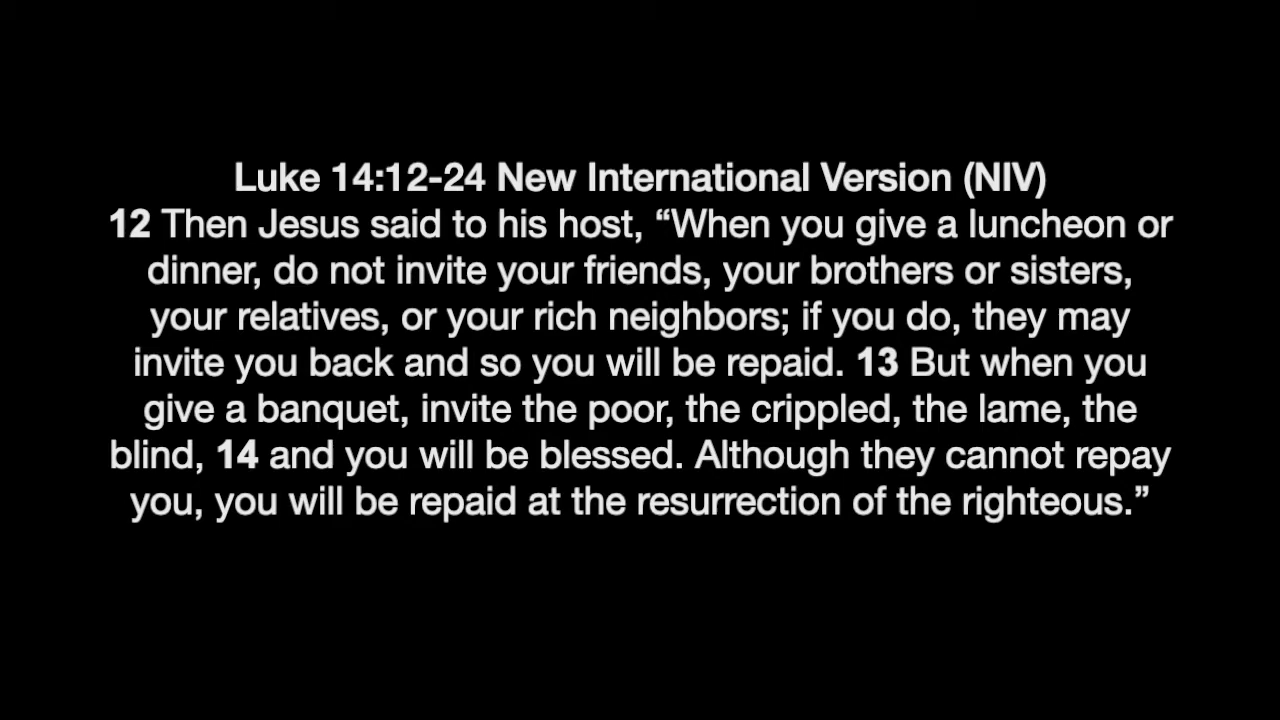 Luke 14:12-24 New International Version (NIV)
12 Then Jesus said to his host, “When you give a luncheon or
dinner, do not invite your friends, your brothers or sisters,
your relatives, or your rich neighbors; if you do, they may
invite you back and so you will be repaid. 13 But when you
give a banquet, invite the poor, the crippled, the lame, the
blind, 14 and you will be blessed. Although they cannot repay
you, you will be repaid at the resurrection of the righteous.”